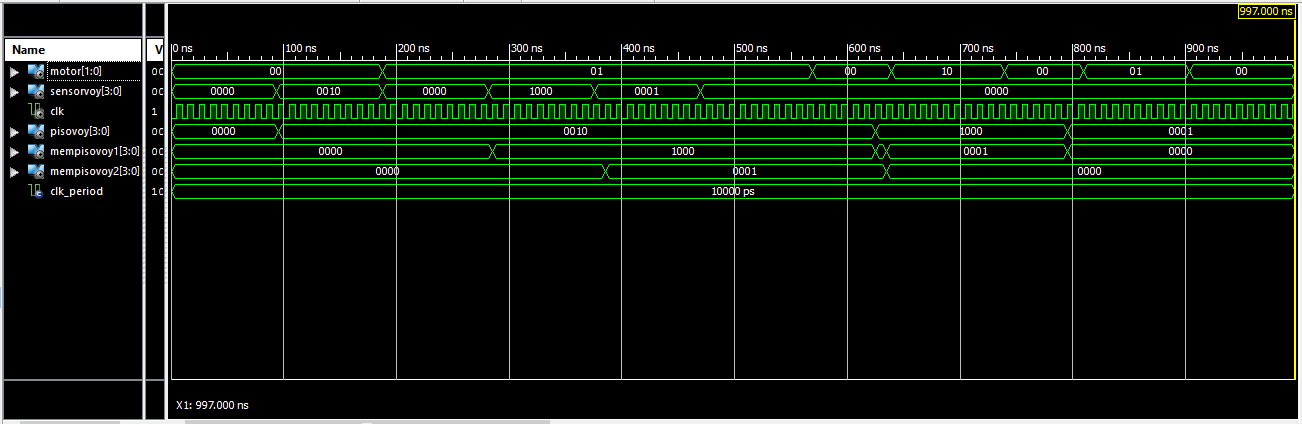 997.000 ns
Name V 0 ns 100 ns 200 ns 300 ns 400 ns 500 ns 600 ns 700 ns 800 ns 900 ns
motor[1:0] 00 00 01 00 10 00 01 00
sensorvoy[3:0] 00 0000 0010 0000 1000 0001 0000
clk 1
pisovoy[3:0] 00 0000 0010 1000 0001
mempisovoy1[3:0] 00 0000 1000 0001 0000
mempisovoy2[3:0] 00 0000 0001 0000
clk_period 10 10000 ps
X1: 997.000 ns